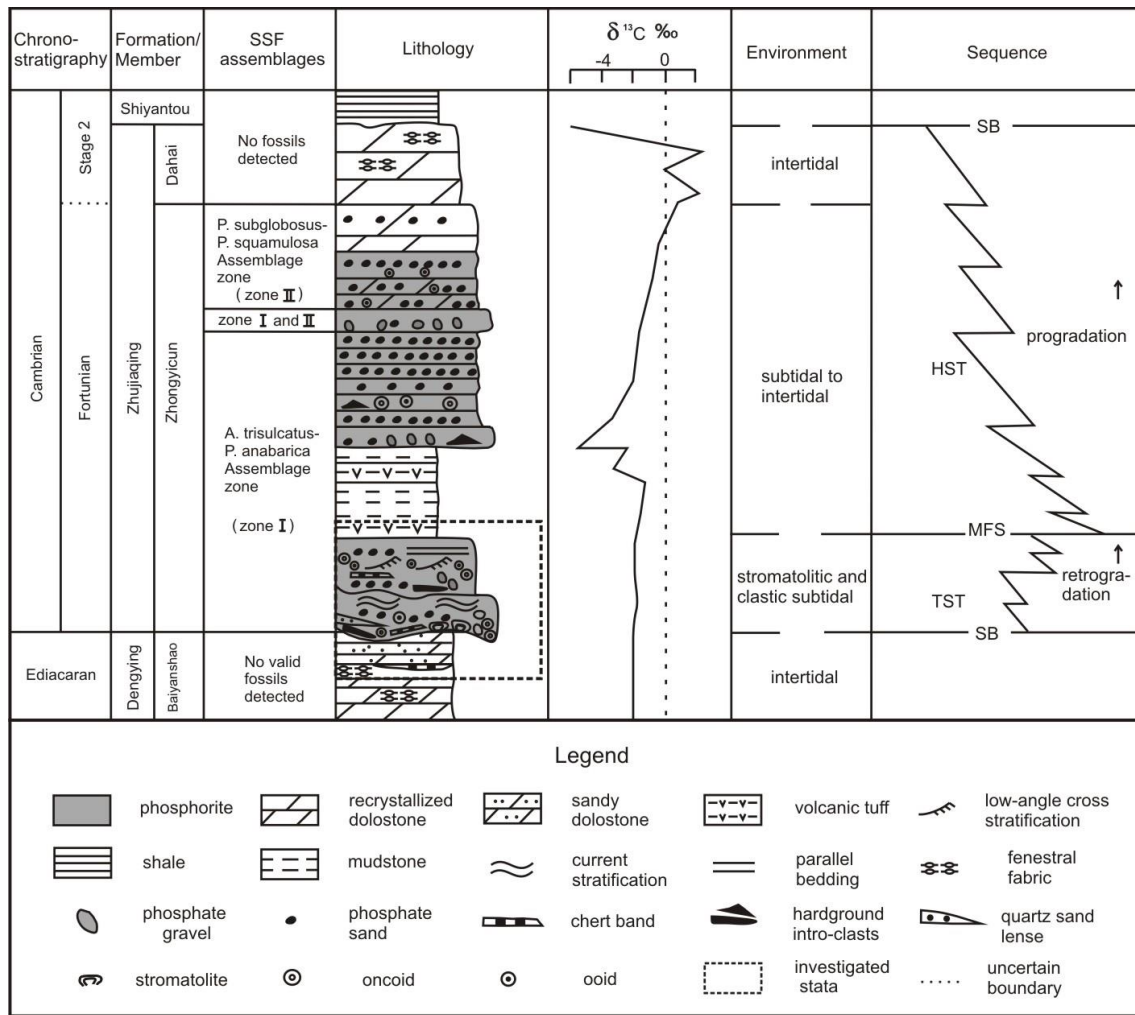 Chrono-
stratigraphy
Formation/
Member
SSF
assemblages
Lithology
δ ¹³C ‰
-4
0
Environment
Sequence
Cambrian
Ediacaran
Stage 2
Fortunian
Shiyantou
Zhujiaqing
Dengying
Dahai
Zhongyicun
Baiyanshao
No fossils
detected
P. subglobosus-
P. squamulosa
Assemblage
zone
( zone II )
zone I and II
A. trisulcatus-
P. anabarica
Assemblage
zone
(zone I)
No valid
fossils
detected
intertidal
subtidal to
intertidal
stromatolitic and
clastic subtidal
intertidal
SB
progradation
HST
MFS
retrogra-
dation
TST
SB
Legend
phosphorite
recrystallized
dolostone
sandy
dolostone
volcanic tuff
low-angle cross
stratification
shale
mudstone
current
stratification
parallel
bedding
fenestral
fabric
phosphate
gravel
phosphate
sand
chert band
hardground
intro-clasts
quartz sand
lense
stromatolite
oncoid
ooid
investigated
stata
uncertain
boundary